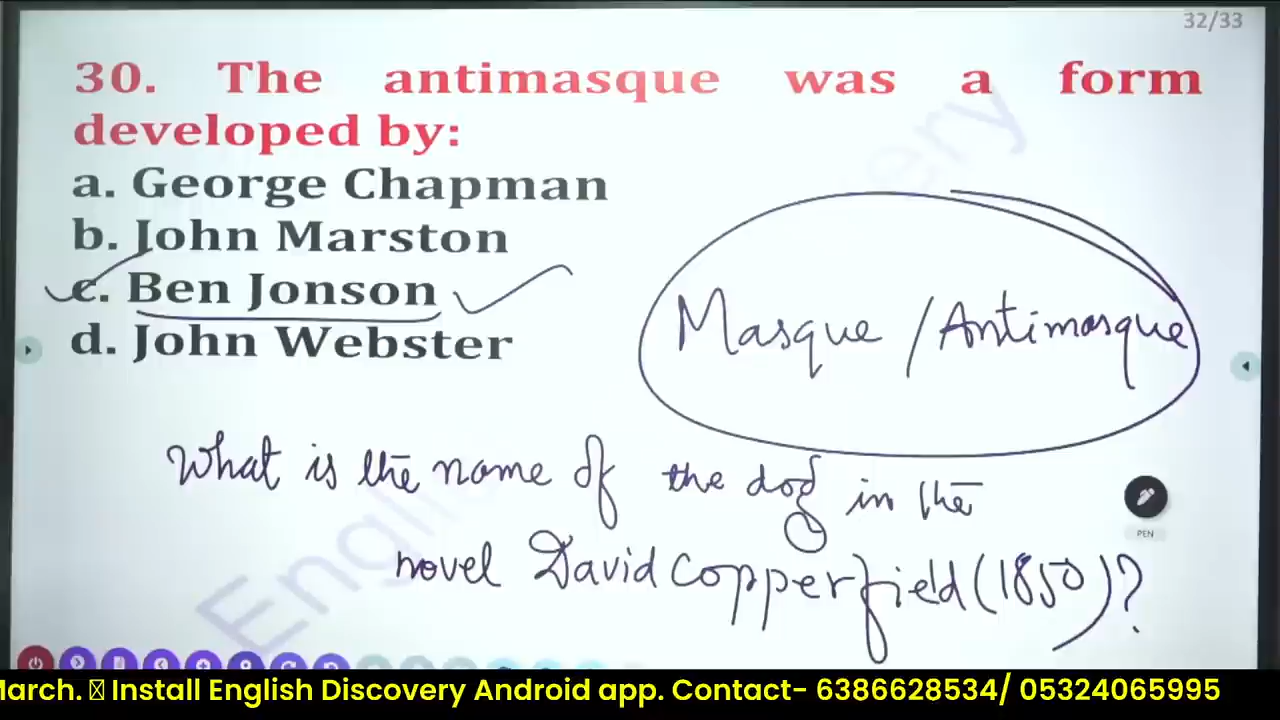 32/33
30. The antimasque was a form
developed by:
a. George Chapman
b. John Marston
c. Ben Jonson
d. John Webster
Masque / Antimasque
What is the name of the dog in the
novel David Copperfield (1850)?
PEN
March. Install English Discovery Android app. Contact- 6386628534/ 05324065995